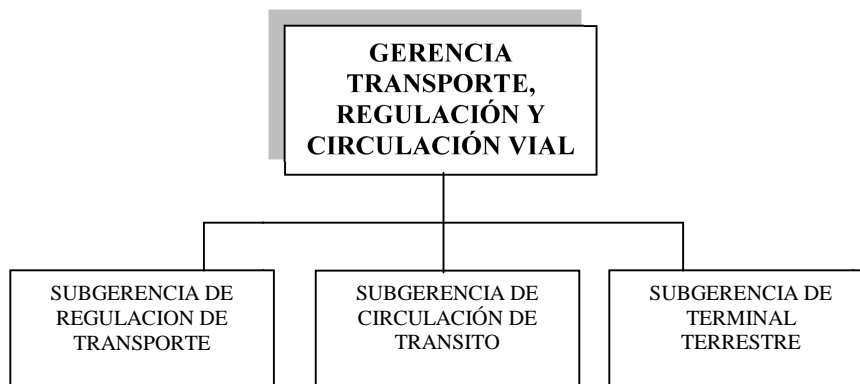 GERENCIA
TRANSPORTE,
REGULACIÓN Y
CIRCULACIÓN VIAL
SUBGERENCIA DE
REGULACION DE
TRANSPORTE
SUBGERENCIA DE
CIRCULACIÓN DE
TRANSITO
SUBGERENCIA DE
TERMINAL
TERRESTRE